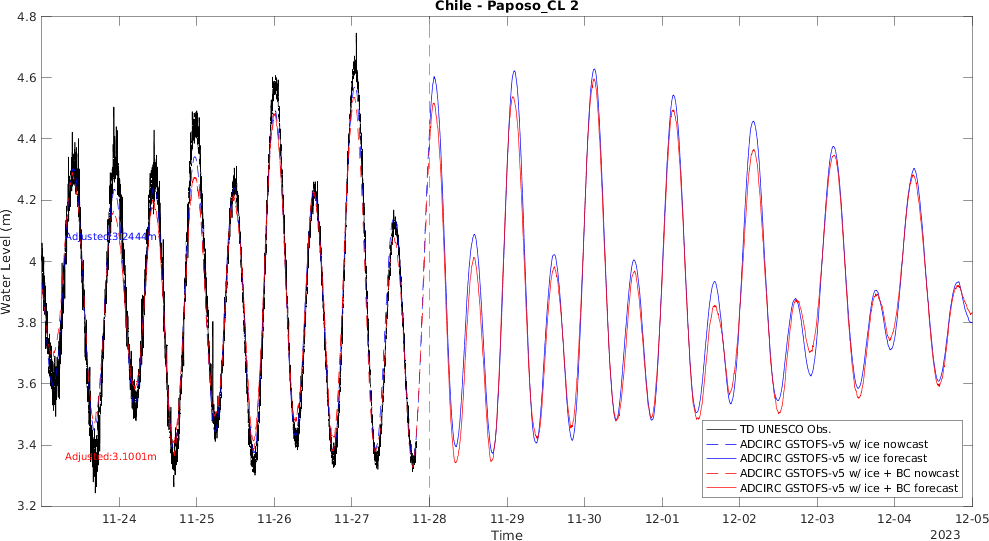 Chile - Paposo_CL 2
4.8
4.6
4.4
4.2
4
3.8
3.6
3.4
3.2
Water Level (m)
Adjusted:3.2444m
Adjusted:3.1001m
TD UNESCO Obs.
ADCIRC GSTOFS-v5 w/ ice nowcast
ADCIRC GSTOFS-v5 w/ ice forecast
ADCIRC GSTOFS-v5 w/ ice + BC nowcast
ADCIRC GSTOFS-v5 w/ ice + BC forecast
11-24 11-25 11-26 11-27 11-28 11-29 11-30 12-01 12-02 12-03 12-04 12-05
Time
2023